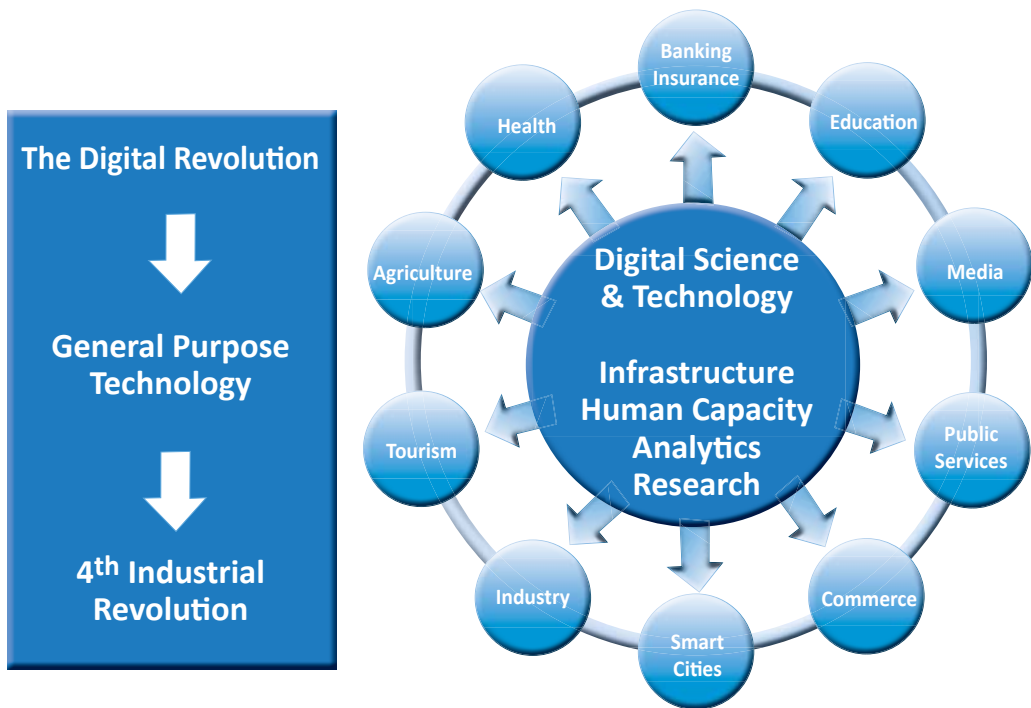 The Digital Revolution
General Purpose
Technology
4th Industrial
Revolution
Digital Science
& Technology
Infrastructure
Human Capacity
Analytics
Research
Banking
Insurance
Education
Media
Public
Services
Commerce
Smart
Cities
Industry
Tourism
Agriculture
Health